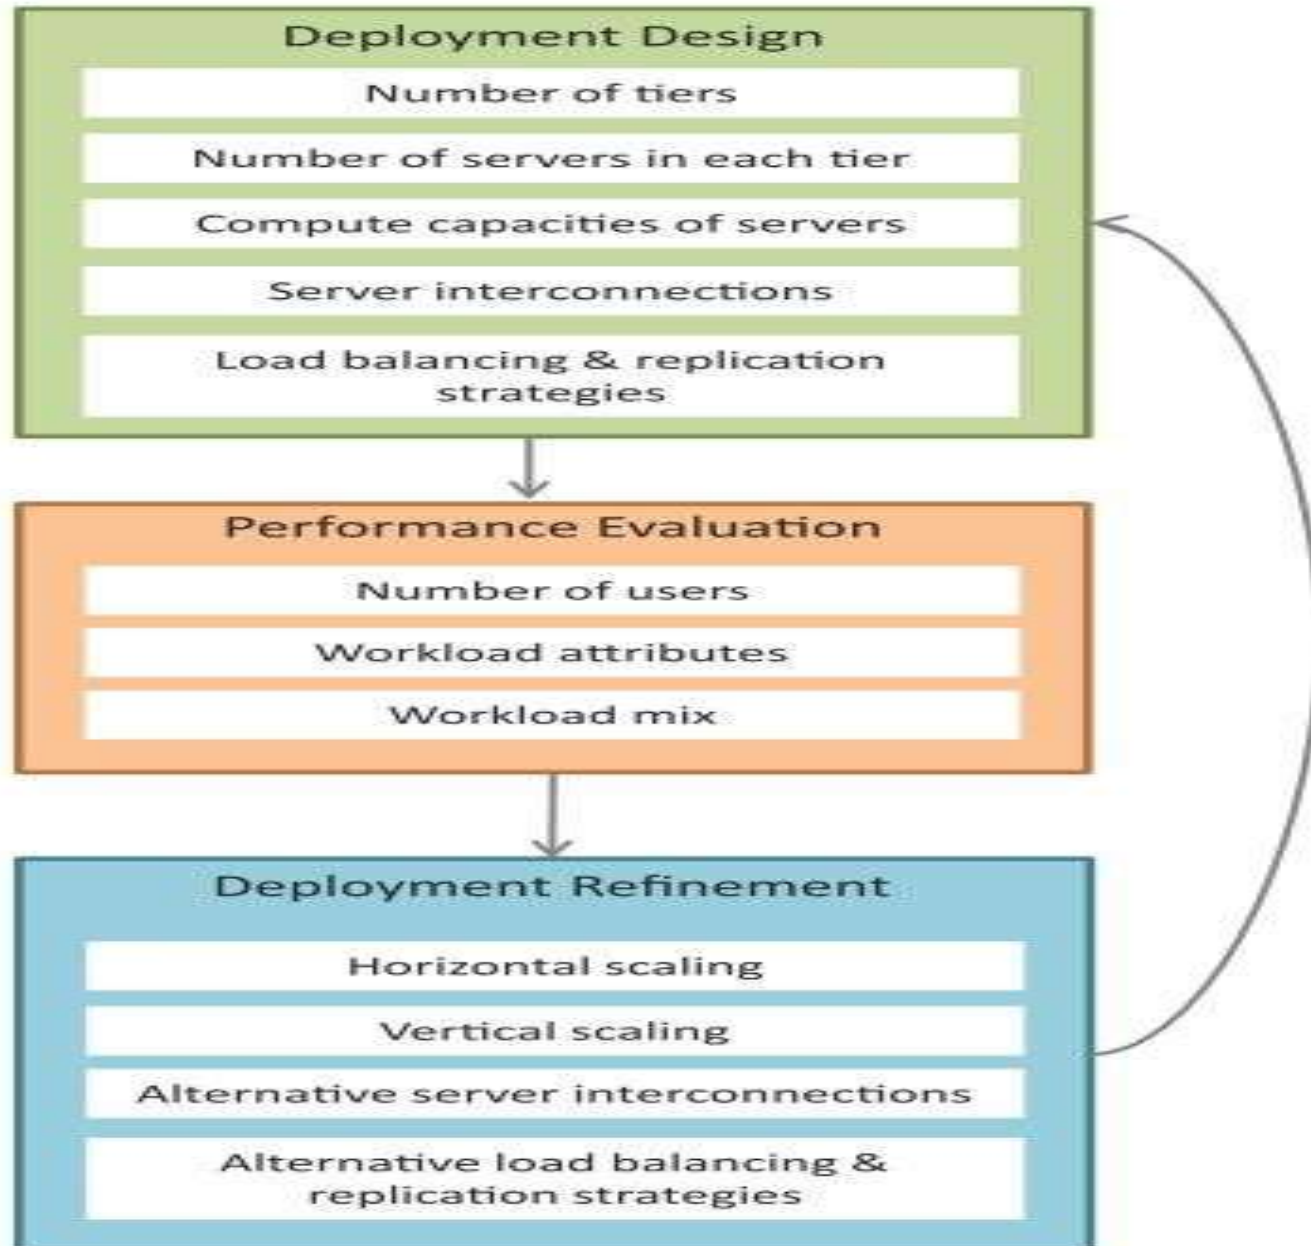 Deployment Design
Number of tiers
Number of servers in each tier
Compute capacities of servers
Server interconnections
Load balancing & replication
strategies
Performance Evaluation
Number of users
Workload attributes
Workload mix
Deployment Refinement
Horizontal scaling
Vertical scaling
Alternative server interconnections
Alternative load balancing &
replication strategies